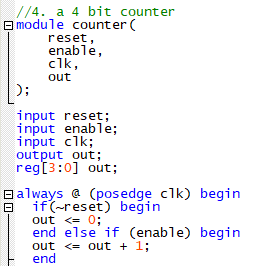 //4. a 4 bit counter
module counter(
    reset,
    enable,
    clk,
    out
);

input reset;
input enable;
input clk;
output out;
reg[3:0] out;

always @ (posedge clk) begin
  if(~reset) begin
  out <= 0;
  end else if (enable) begin
  out <= out + 1;
  end